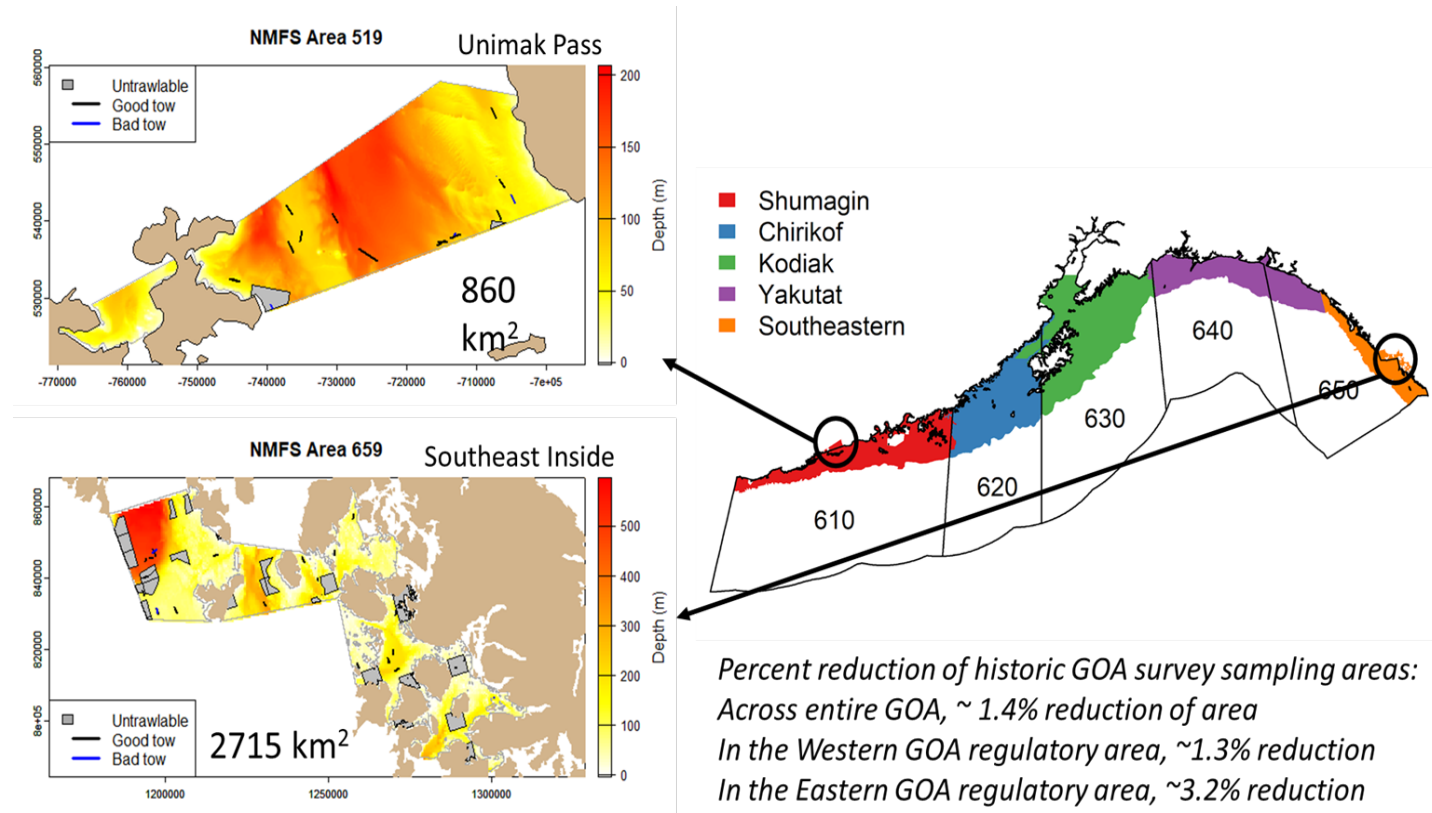 NMFS Area 519
Unimak Pass
Untrawlable
Good tow
Bad tow
560000
550000
540000
530000
200
150
100
50
0
Depth (m)
860
km²
-770000
-760000
-750000
-740000
-730000
-720000
-710000
-7e+05
NMFS Area 659
Southeast Inside
860000
840000
820000
8e+05
500
400
300
200
100
0
Depth (m)
Untrawlable
Good tow
Bad tow
2715 km²
1200000
1250000
1300000
Shumagin
Chirikof
Kodiak
Yakutat
Southeastern
610
620
630
640
650
Percent reduction of historic GOA survey sampling areas:
Across entire GOA, ~ 1.4% reduction of area
In the Western GOA regulatory area, ~1.3% reduction
In the Eastern GOA regulatory area, ~3.2% reduction